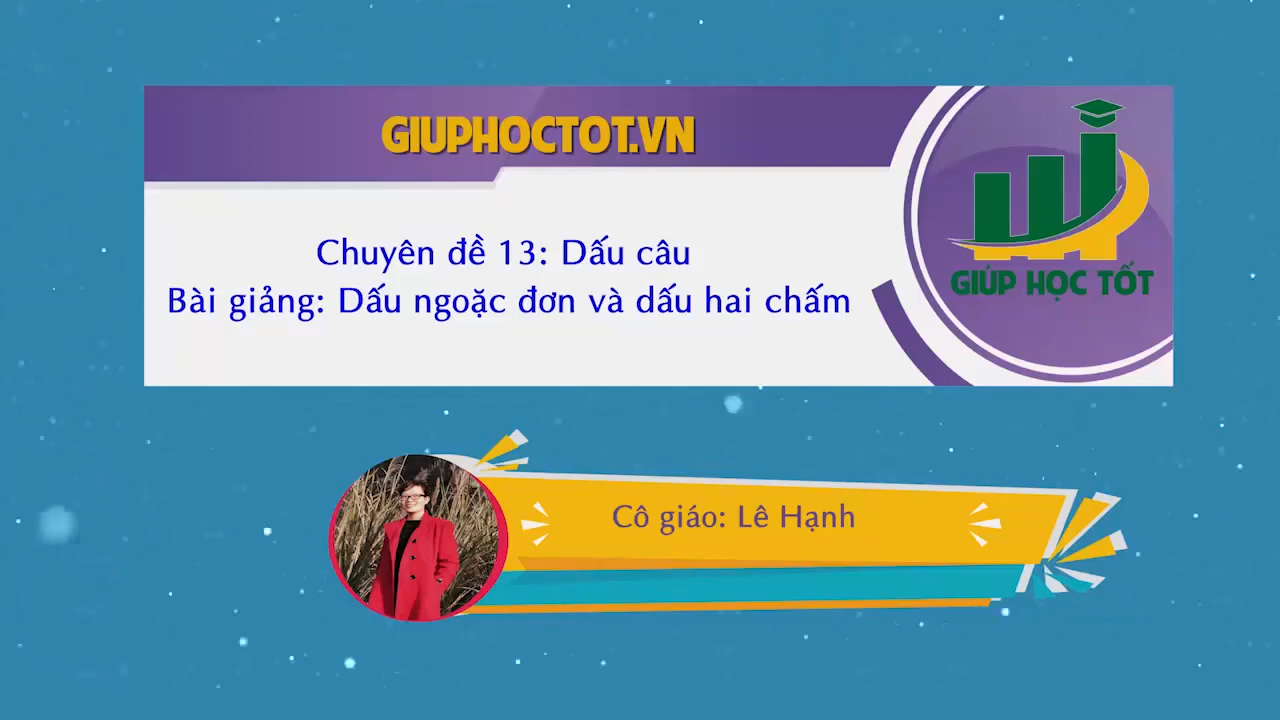 GIUPHOCTOT.VN
Chuyên đề 13: Dấu câu
Bài giảng: Dấu ngoặc đơn và dấu hai chấm
GIÚP HỌC TỐT
Cô giáo: Lê Hạnh